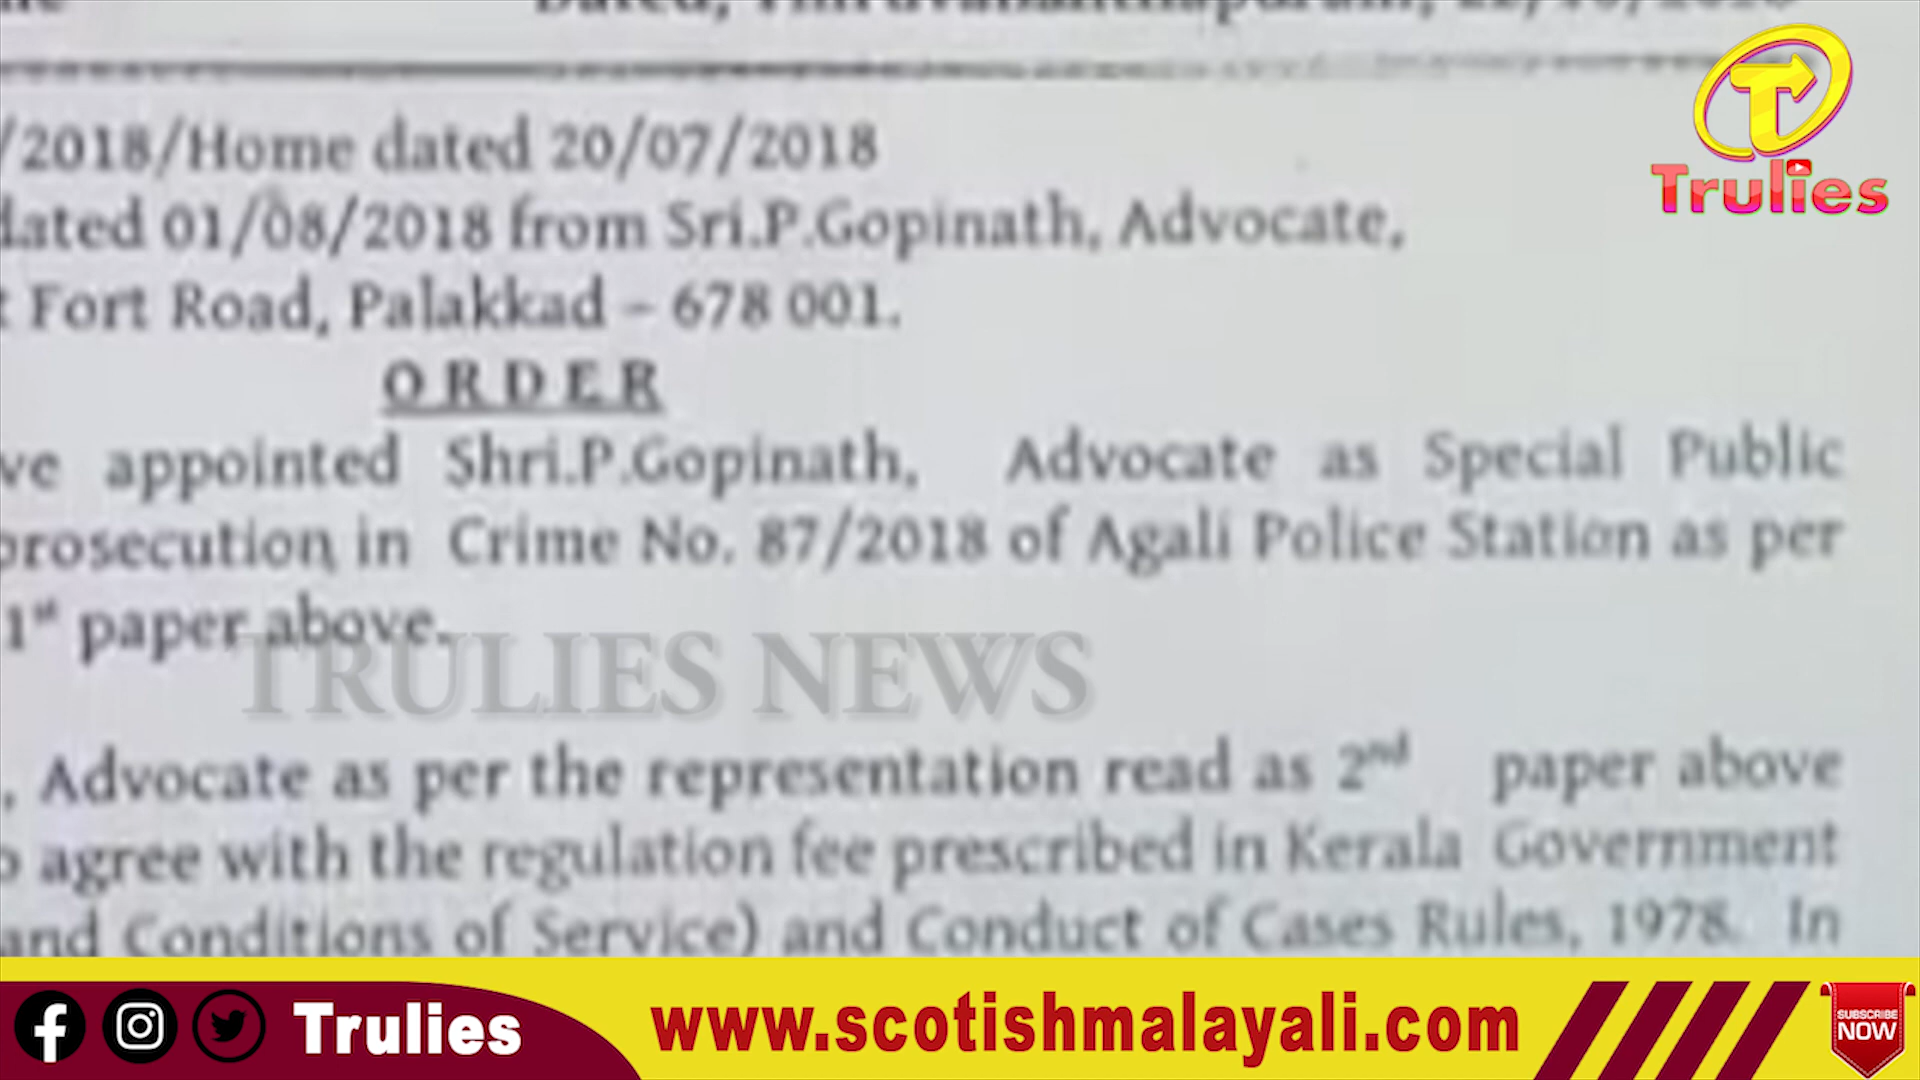 Dated, Thiruvananthapuram,
/2018/Home dated 20/07/2018
dated 01/08/2018 from Sri.P.Gopinath, Advocate,
Fort Road, Palakkad – 678 001.
ORDER
ve appointed Shri.P.Gopinath, Advocate as Special Public
prosecution in Crime No. 87/2018 of Agali Police Station as per
1st paper above.
TRULIES NEWS
, Advocate as per the representation read as 2nd paper above
o agree with the regulation fee prescribed in Kerala Government
and Conditions of Service) and Conduct of Cases Rules, 1978. In
Trulies
Trulies
www.scotishmalayali.com
SUBSCRIBE
NOW